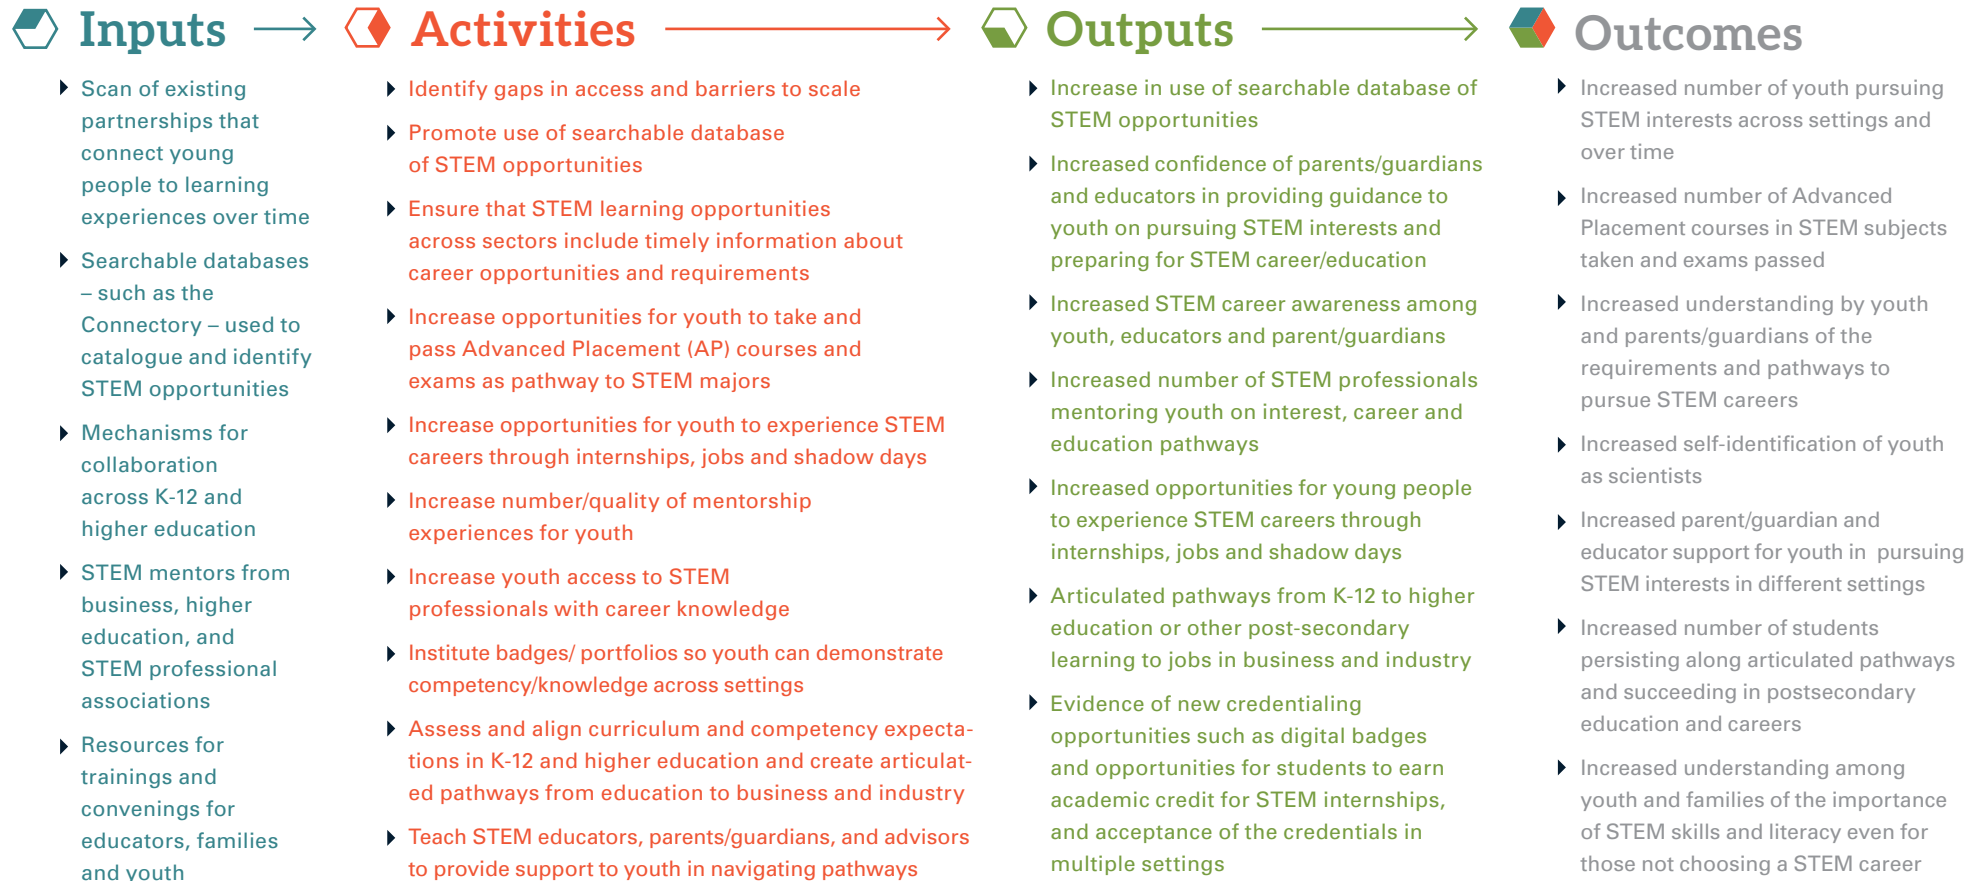 Inputs
Scan of existing
partnerships that
connect young
people to learning
experiences over time
Searchable databases
– such as the
Connectory – used to
catalogue and identify
STEM opportunities
Mechanisms for
collaboration
across K-12 and
higher education
STEM mentors from
business, higher
education, and
STEM professional
associations
Resources for
trainings and
convenings for
educators, families
and youth
Activities
Identify gaps in access and barriers to scale
Promote use of searchable database
of STEM opportunities
Ensure that STEM learning opportunities
across sectors include timely information about
career opportunities and requirements
Increase opportunities for youth to take and
pass Advanced Placement (AP) courses and
exams as pathway to STEM majors
Increase opportunities for youth to experience STEM
careers through internships, jobs and shadow days
Increase number/quality of mentorship
experiences for youth
Increase youth access to STEM
professionals with career knowledge
Institute badges/ portfolios so youth can demonstrate
competency/knowledge across settings
Assess and align curriculum and competency expecta-
tions in K-12 and higher education and create articulat-
ed pathways from education to business and industry
Teach STEM educators, parents/guardians, and advisors
to provide support to youth in navigating pathways
Outputs
Increase in use of searchable database of
STEM opportunities
Increased confidence of parents/guardians
and educators in providing guidance to
youth on pursuing STEM interests and
preparing for STEM career/education
Increased STEM career awareness among
youth, educators and parent/guardians
Increased number of STEM professionals
mentoring youth on interest, career and
education pathways
Increased opportunities for young people
to experience STEM careers through
internships, jobs and shadow days
Articulated pathways from K-12 to higher
education or other post-secondary
learning to jobs in business and industry
Evidence of new credentialing
opportunities such as digital badges
and opportunities for students to earn
academic credit for STEM internships,
and acceptance of the credentials in
multiple settings
Outcomes
Increased number of youth pursuing
STEM interests across settings and
over time
Increased number of Advanced
Placement courses in STEM subjects
taken and exams passed
Increased understanding by youth
and parents/guardians of the
requirements and pathways to
pursue STEM careers
Increased self-identification of youth
as scientists
Increased parent/guardian and
educator support for youth in  pursuing
STEM interests in different settings
Increased number of students
persisting along articulated pathways
and succeeding in postsecondary
education and careers
Increased understanding among
youth and families of the importance
of STEM skills and literacy even for
those not choosing a STEM career